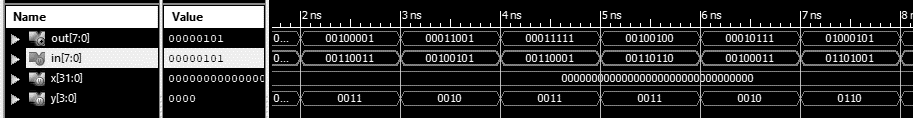 Name Value 2 ns 3 ns 4 ns 5 ns 6 ns 7 ns 8 n
out[7:0] 00000101 0... 00100001 00011001 00011111 00100100 00010111 01000101
in[7:0] 00000101 0... 00110011 00100101 00110001 00110110 00100011 01101001
x[31:0] 0000000000000 00000000000000000000000000000000
y[3:0] 0000 0... 0011 0010 0011 0011 0010 0110